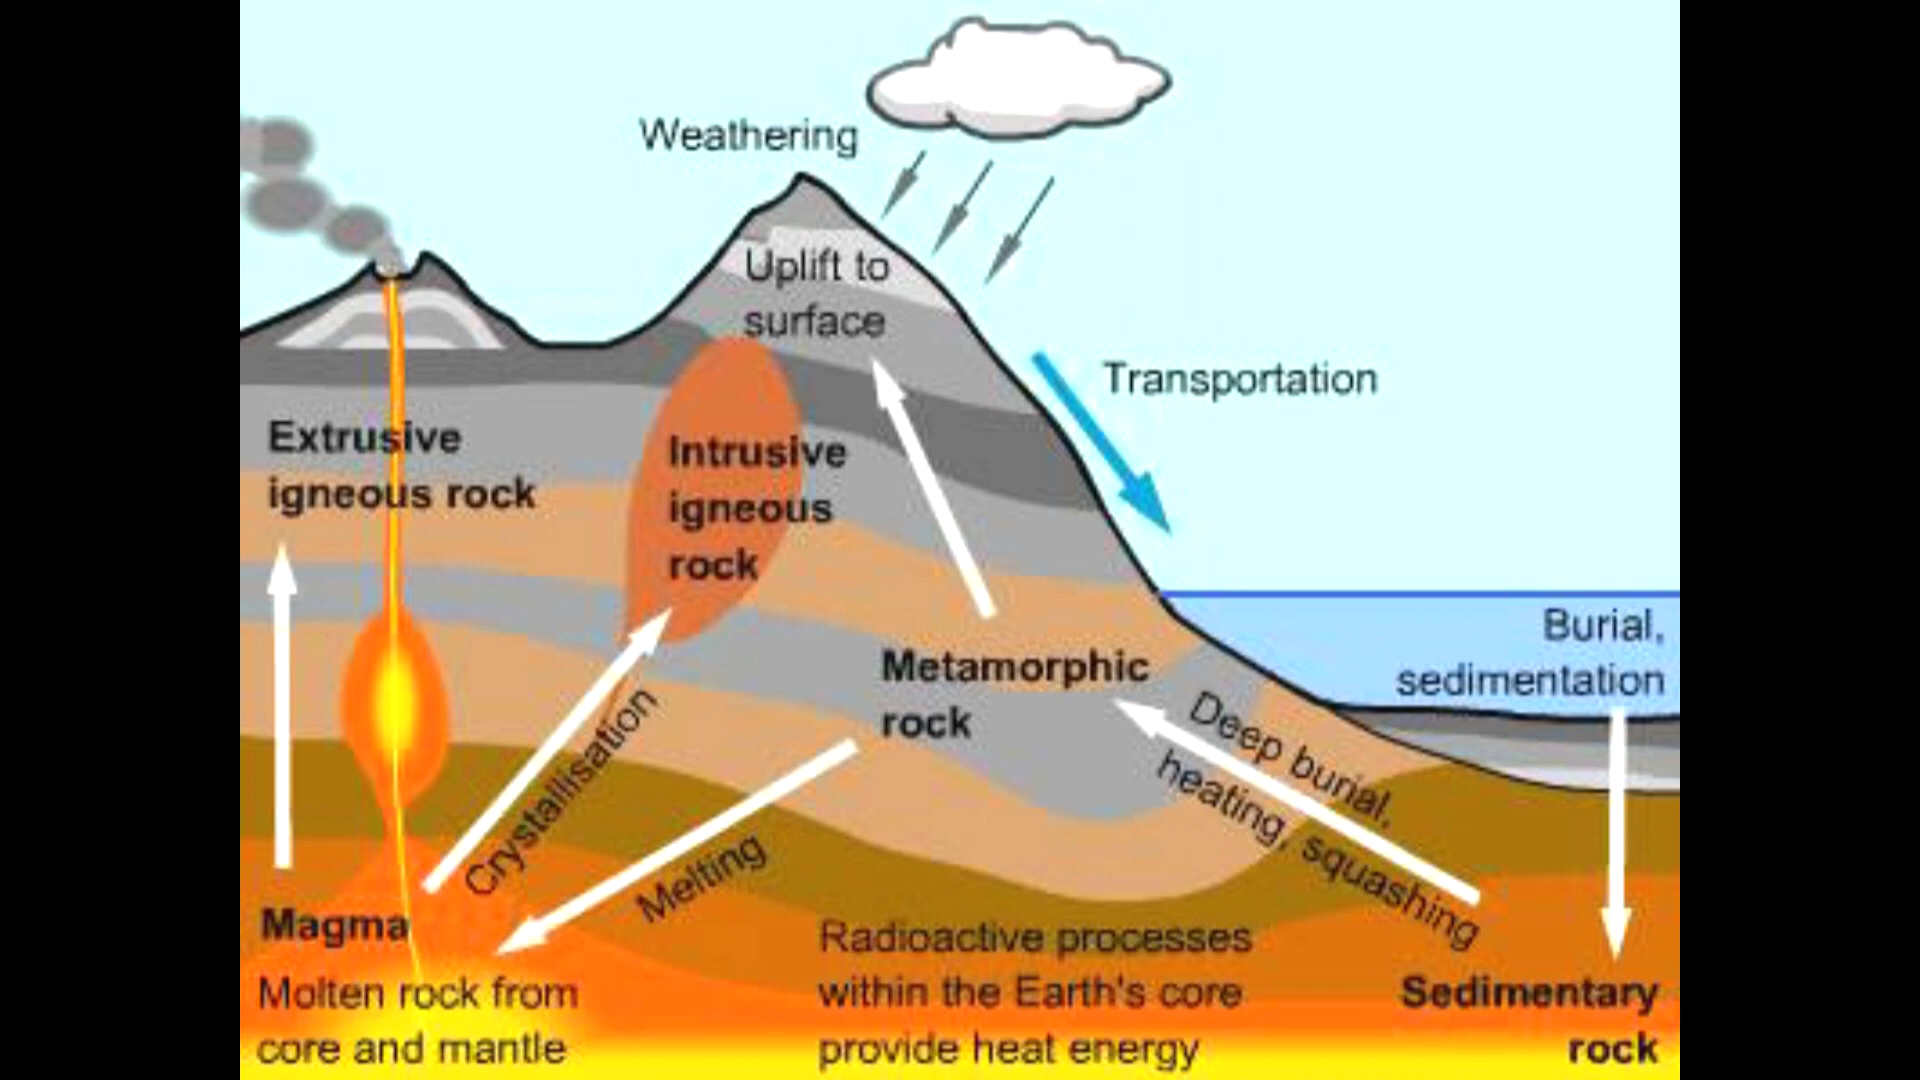 Weathering
Uplift to
surface
Transportation
Extrusive
igneous rock
Intrusive
igneous
rock
Burial,
sedimentation
Metamorphic
rock
Deep burial,
heating, squashing
Crystallisation
Melting
Magma
Molten rock from
core and mantle
Radioactive processes
within the Earth's core
provide heat energy
Sedimentary
rock